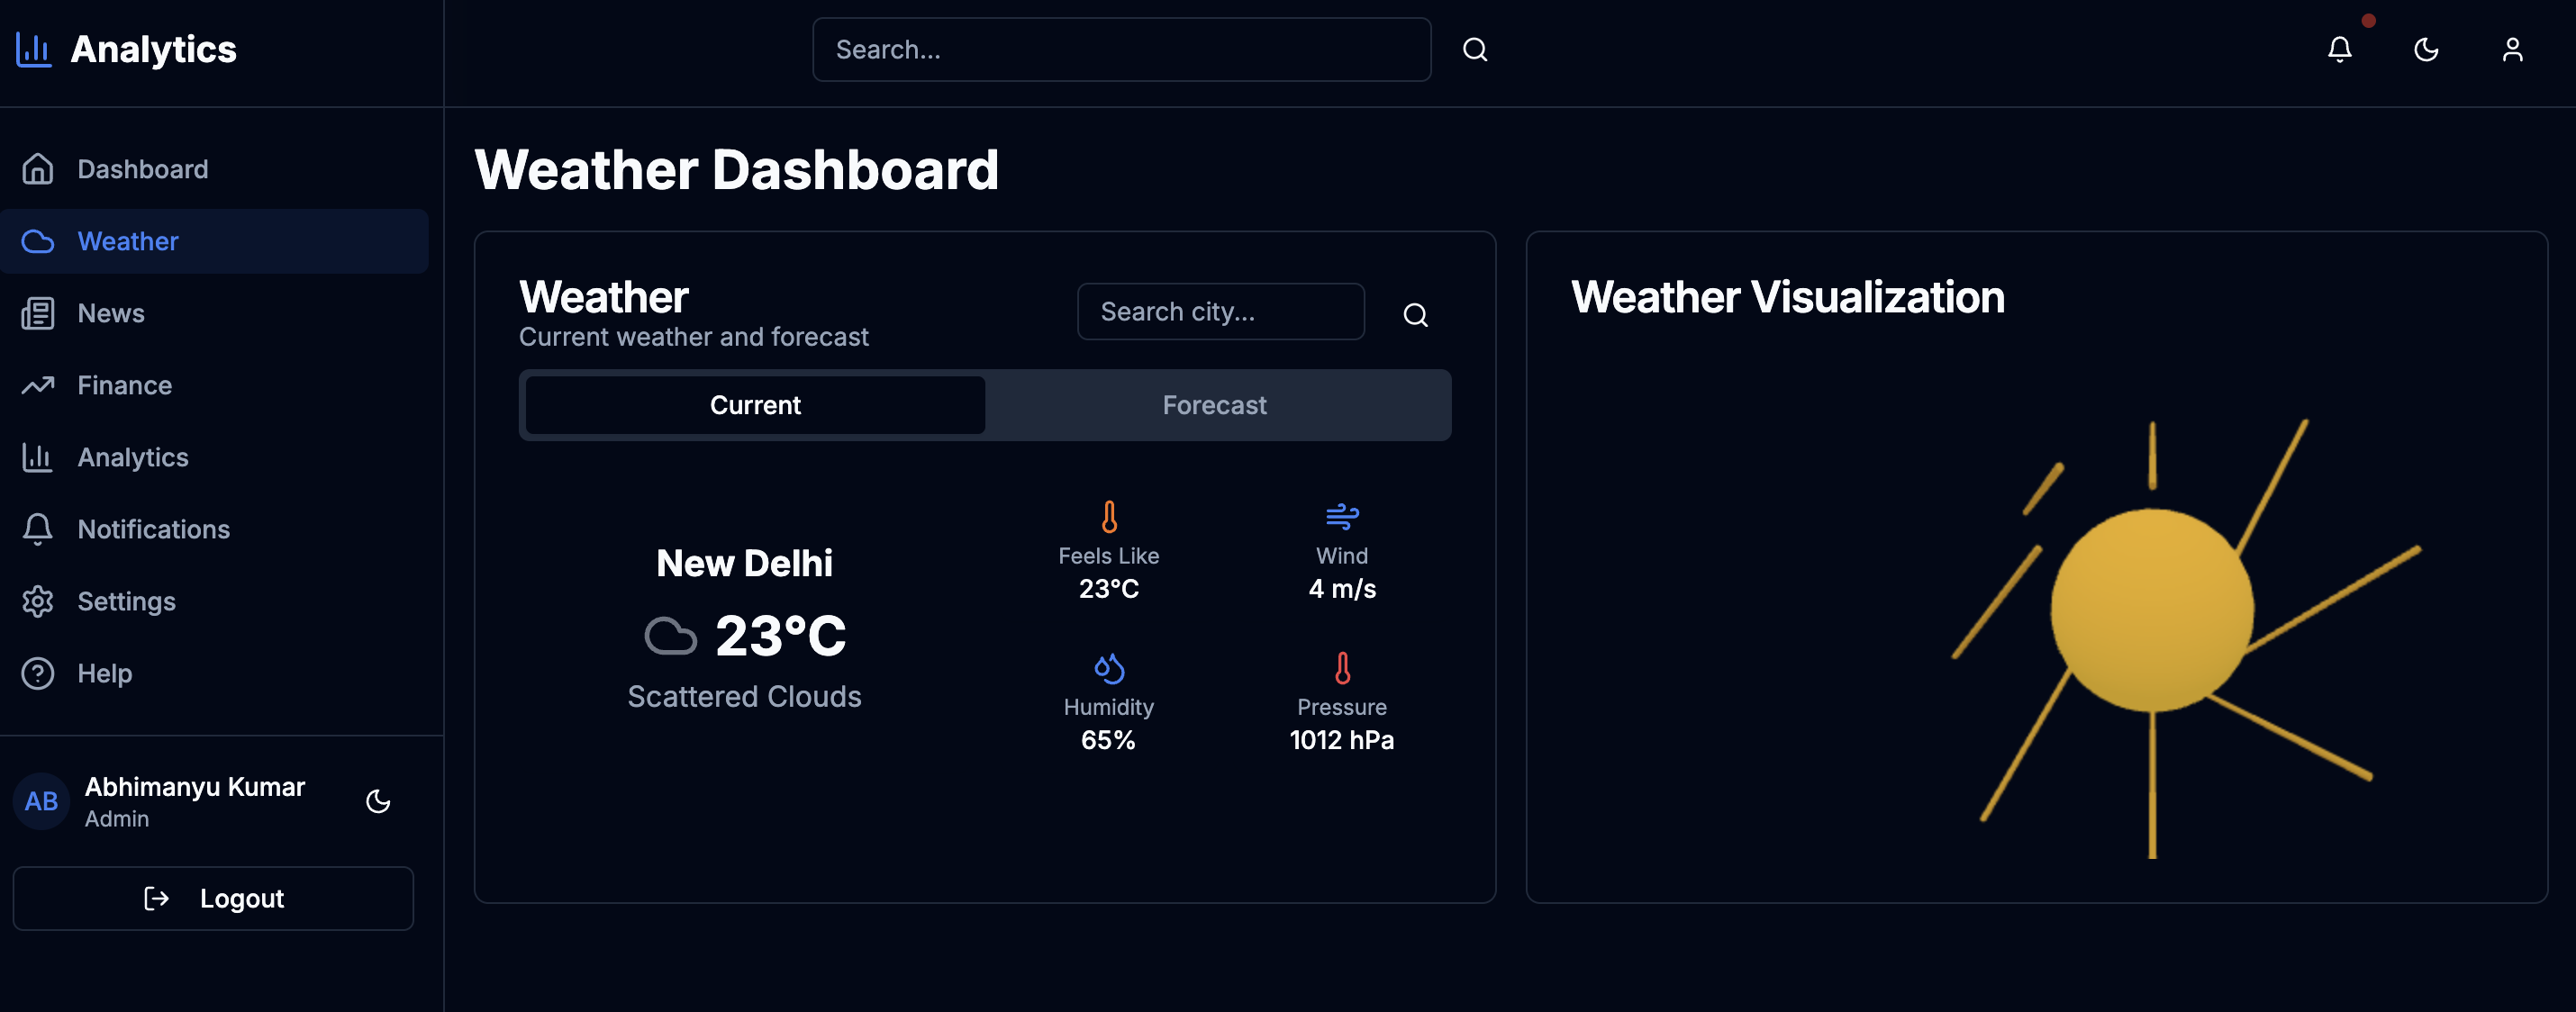 Analytics
Search...
Dashboard
Weather
News
Finance
Analytics
Notifications
Settings
Help
AB
Abhimanyu Kumar
Admin
Logout
Weather Dashboard
Weather
Current weather and forecast
Search city...
Current
Forecast
New Delhi
23°C
Scattered Clouds
Feels Like
23°C
Wind
4 m/s
Humidity
65%
Pressure
1012 hPa
Weather Visualization